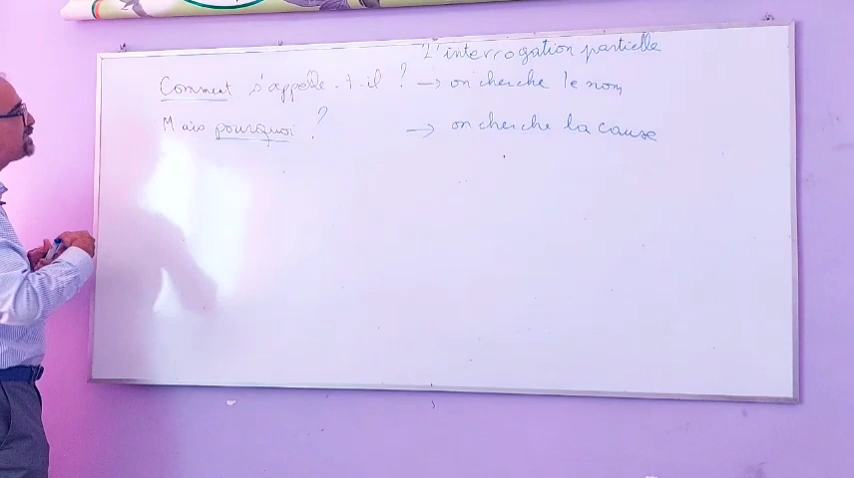 L'interrogation partielle
Comment s'appelle-t-il ? → on cherche le nom,
Mais pourquoi ? → on cherche la cause